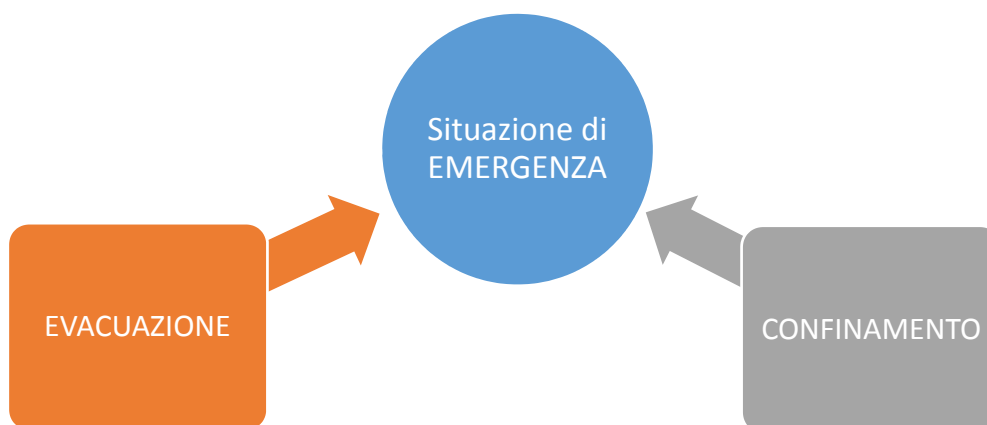 Situazione di
EMERGENZA
EVACUAZIONE
CONFINAMENTO